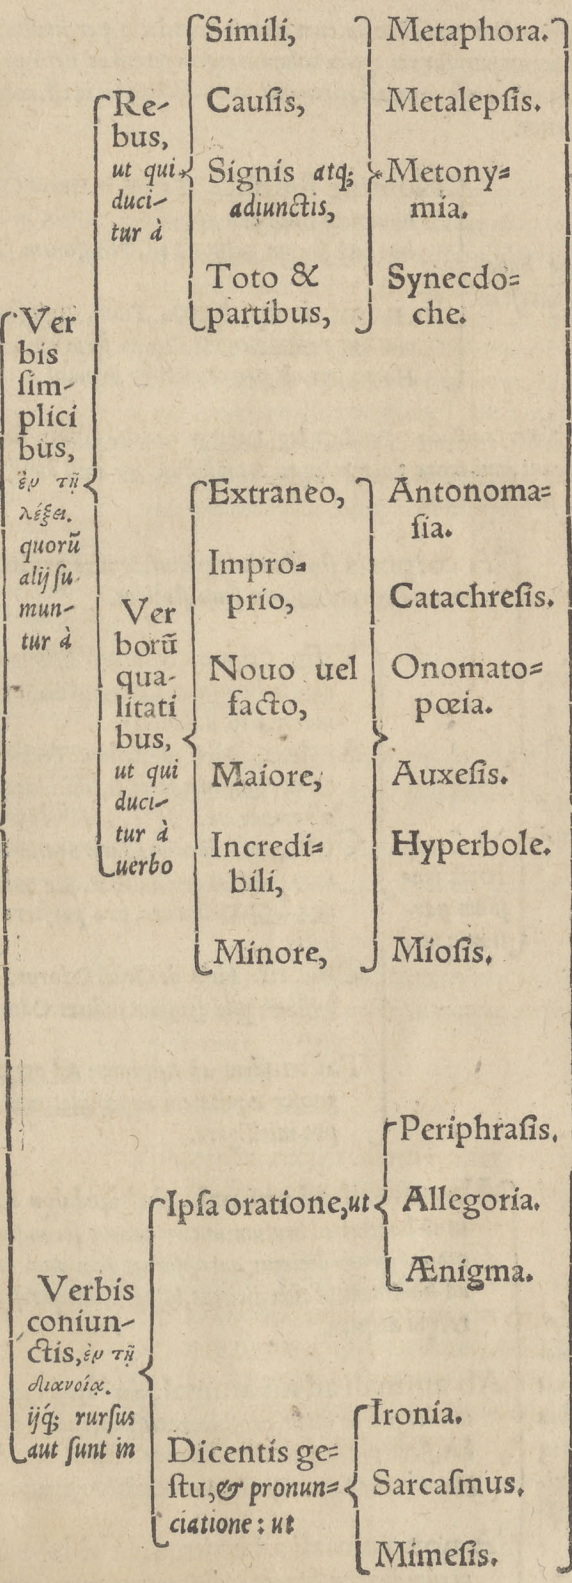 Ver
bis
ſim-
plici
bus,
ἐν τῇ
λέξει.
quorũ
alij ſu
mun-
tur à
Re-
bus,
ut qui
duci-
tur à
Simili,
Cauſis,
Signis atq;
adiunctis,
Toto &
partibus,
Metaphora.
Metalepſis.
Metony=
mia.
Synecdo=
che.
Ver
borũ
qua-
litati
bus,
ut qui
duci-
tur à
uerbo
Extraneo,
Impro=
prio,
Nouo uel
facto,
Maiore,
Incredi=
bili,
Minore,
Antonoma=
ſia.
Catachreſis.
Onomato=
pœia.
Auxeſis.
Hyperbole.
Mioſis.
Verbis
coniun-
ctis, ἐν τῇ
διανοίᾳ.
ijq; rurſus
aut ſunt in
Ipſa oratione, ut
Periphraſis.
Allegoria.
Ænigma.
Dicentis ge=
ſtu, & pronun=
ciatione: ut
Ironia.
Sarcaſmus.
Mimeſis.